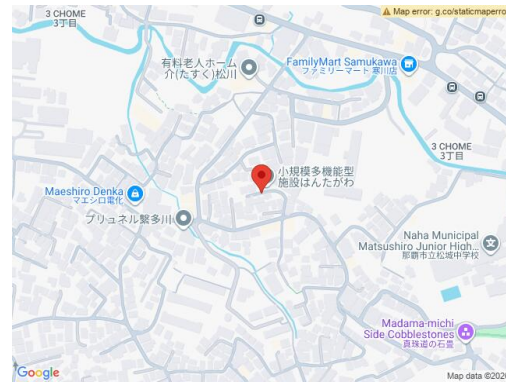 Map error: g.co/staticmaperro
3 CHOME
3丁目
有料老人ホーム
介(たすく)松川
FamilyMart Samukawa
ファミリーマート 寒川店
3 CHOME
3丁目
小規模多機能型
施設はんたがわ
Maeshiro Denka
マエシロ電化
プリュネル繁多川
Naha Municipal
Matsushiro Junior High...
那覇市立松城中学校
Madama-michi
Side Cobblestones
真珠道の石畳
Google
Map data ©2026